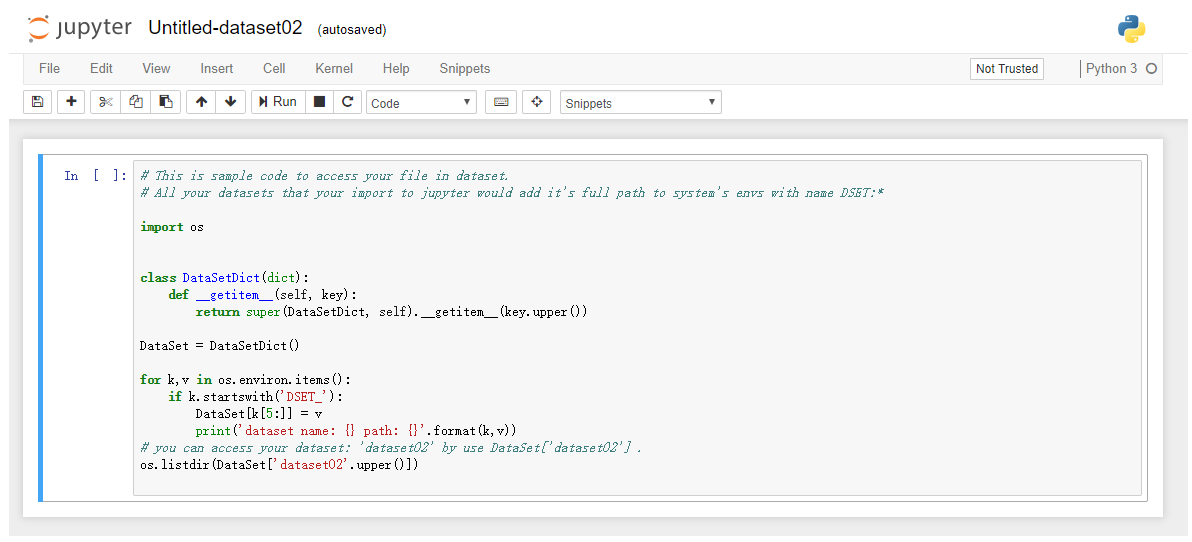 jupyter Untitled-dataset02 (autosaved)
File Edit View Insert Cell Kernel Help Snippets Not Trusted Python 3
Run Code Snippets
In [ ]: # This is sample code to access your file in dataset.
# All your datasets that your import to jupyter would add it's full path to system's envs with name DSET:*
import os
class DataSetDict(dict):
    def __getitem__(self, key):
        return super(DataSetDict, self).__getitem__(key.upper())
DataSet = DataSetDict()
for k,v in os.environ.items():
    if k.startswith('DSET_'):
        DataSet[k[5:]] = v
        print('dataset name: {} path: {}'.format(k,v))
# you can access your dataset: 'dataset02' by use DataSet['dataset02'] .
os.listdir(DataSet['dataset02'.upper()])